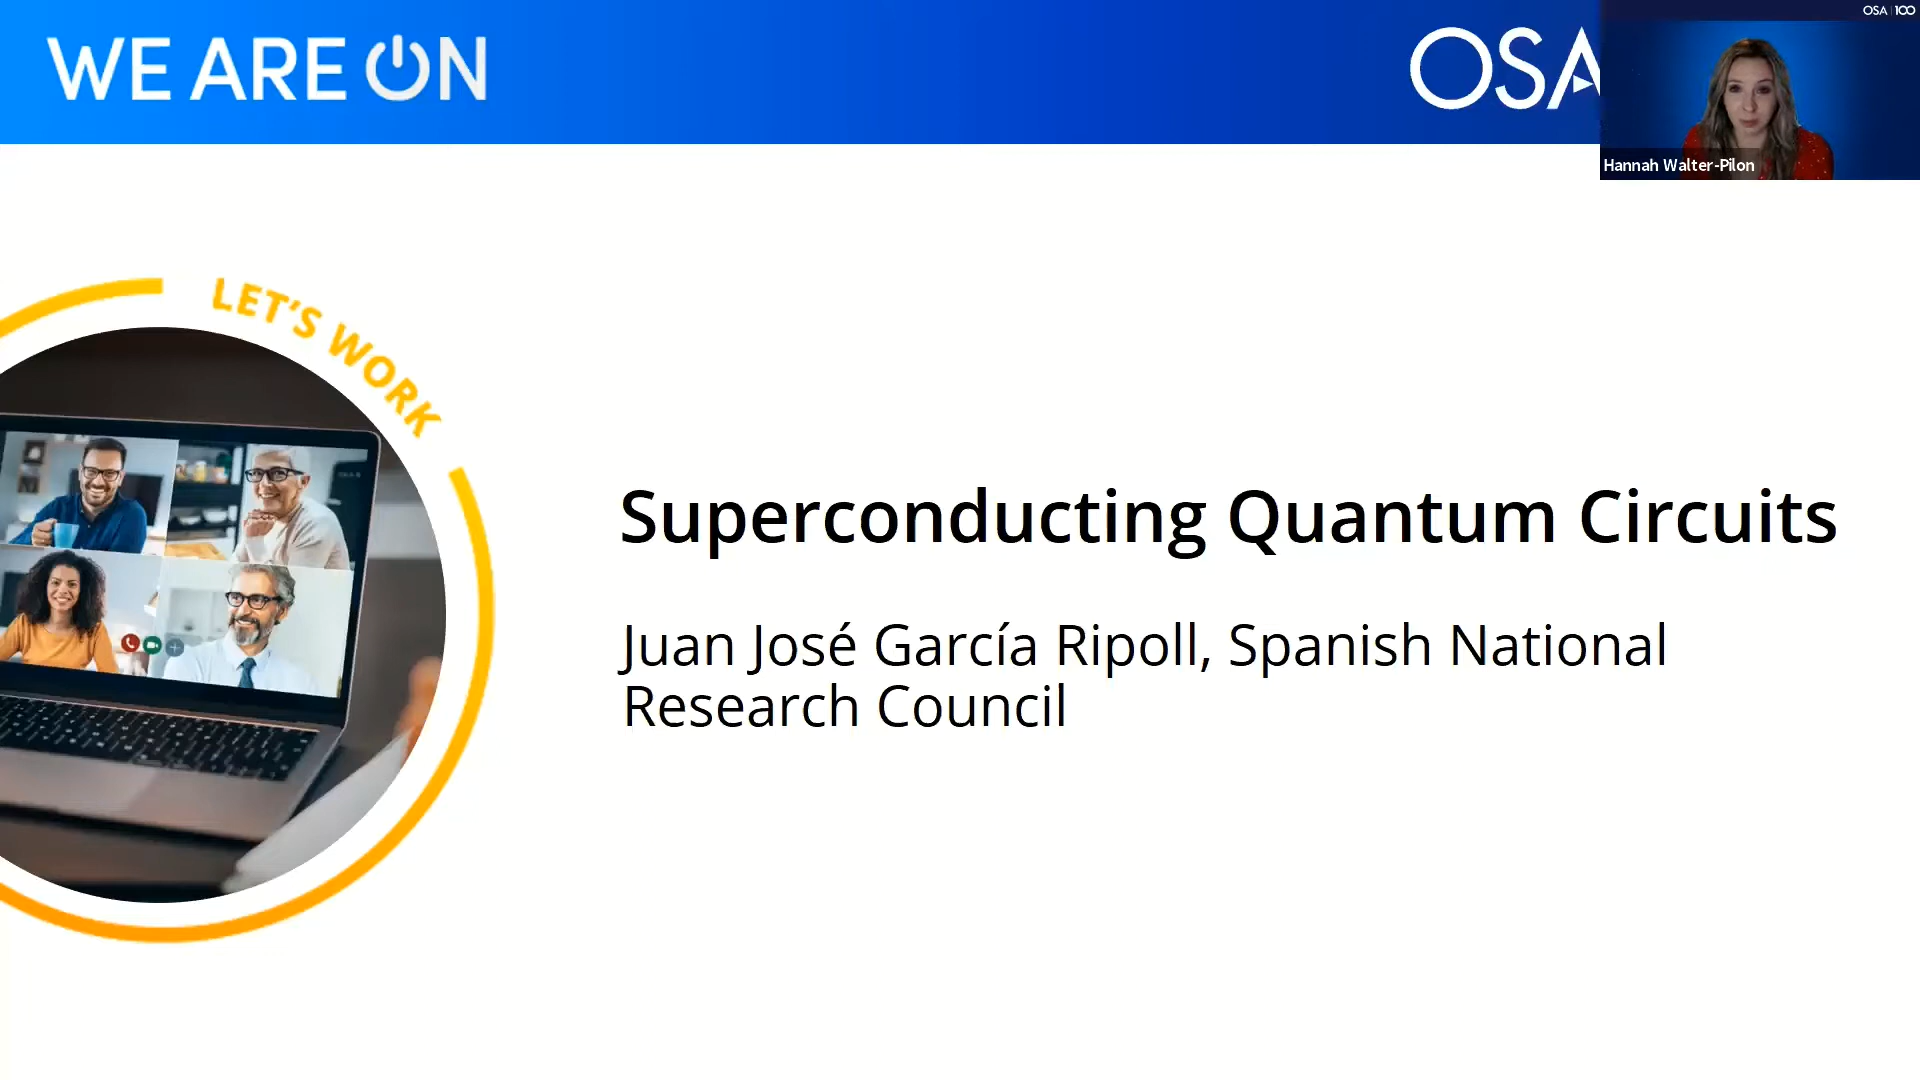 WE ARE ON
OSA
OSA 100
Hannah Walter-Pilon
LET'S WORK
Superconducting Quantum Circuits
Juan José García Ripoll, Spanish National
Research Council